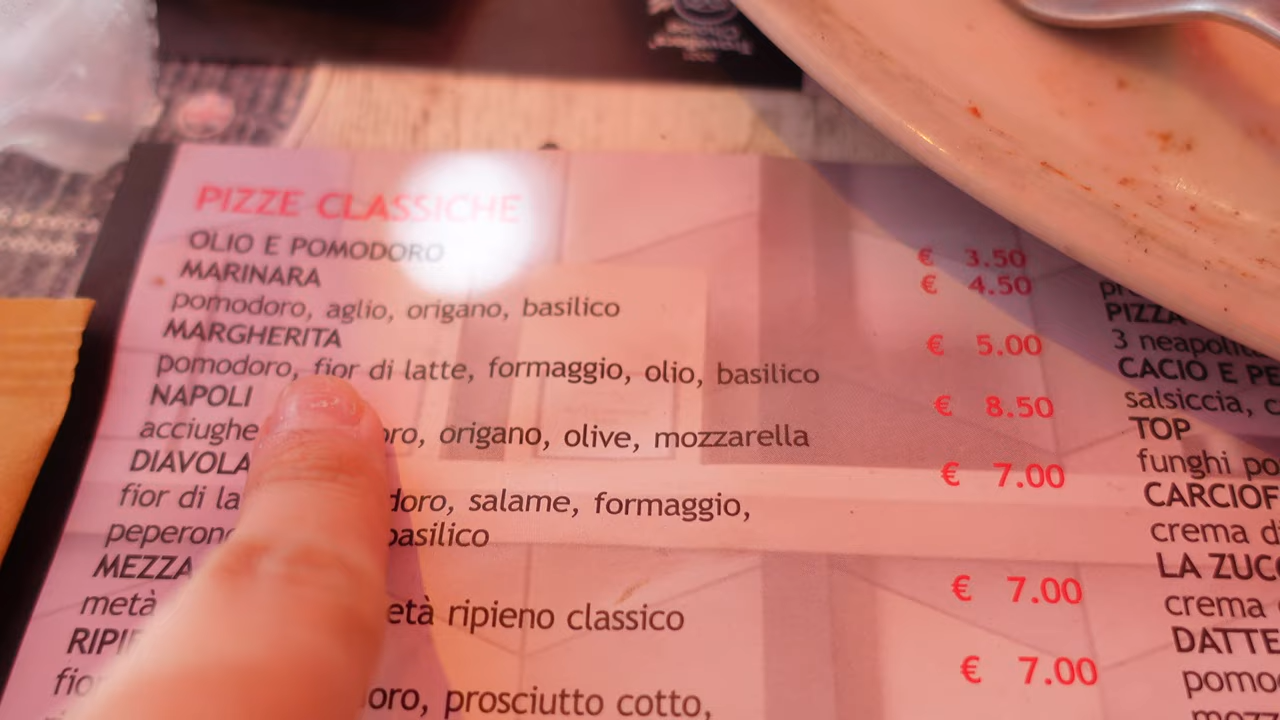 PIZZE CLASSICHE
OLIO E POMODORO € 3.50
MARINARA € 4.50
pomodoro, aglio, origano, basilico
MARGHERITA € 5.00
pomodoro, fior di latte, formaggio, olio, basilico
NAPOLI € 8.50
acciughe oro, origano, olive, mozzarella
DIAVOLA € 7.00
fior di la doro, salame, formaggio,
peperon basilico
MEZZA € 7.00
metà età ripieno classico
RIPIE € 7.00
fio oro, prosciutto cotto,
PIZZA
3 neapolit
CACIO E PE
salsiccia, c
TOP
funghi po
CARCIOF
crema d
LA ZUCC
crema
DATTE
pomo
mozz